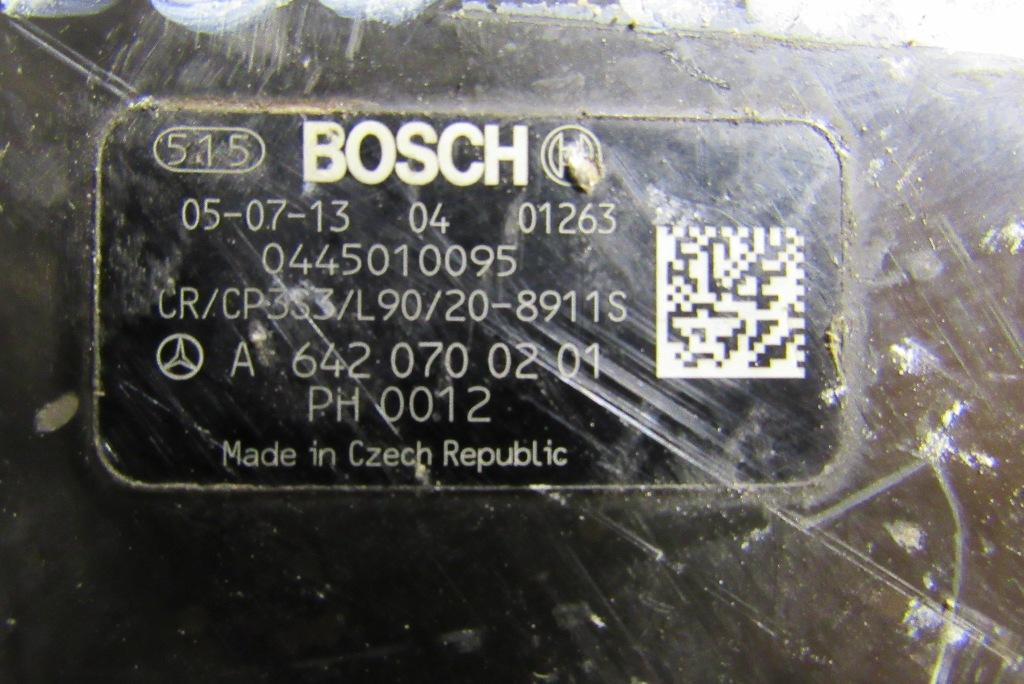 515 BOSCH
05-07-13 04 01263
0445010095
CR/CP3S3/L90/20-8911S
A 642 070 02 01
PH 0012
Made in Czech Republic